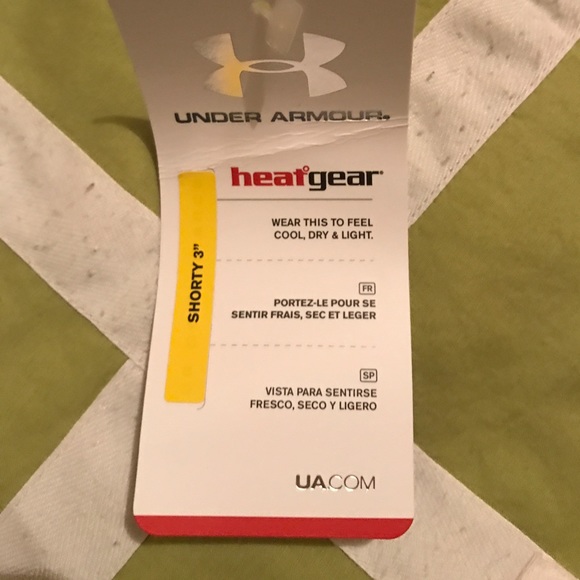 UNDER ARMOUR
heatgear
WEAR THIS TO FEEL
COOL, DRY & LIGHT.
SHORTY 3"
FR
PORTEZ-LE POUR SE
SENTIR FRAIS, SEC ET LEGER
SP
VISTA PARA SENTIRSE
FRESCO, SECO Y LIGERO
UA.COM